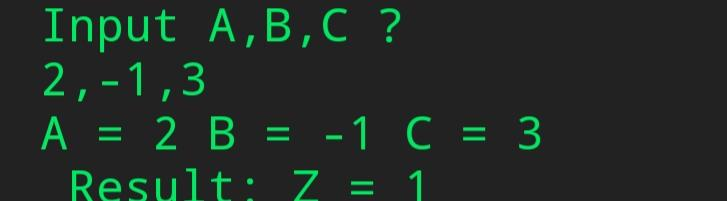 Input A,B,C ?
2,-1,3
A = 2 B = -1 C = 3
Result: Z = 1